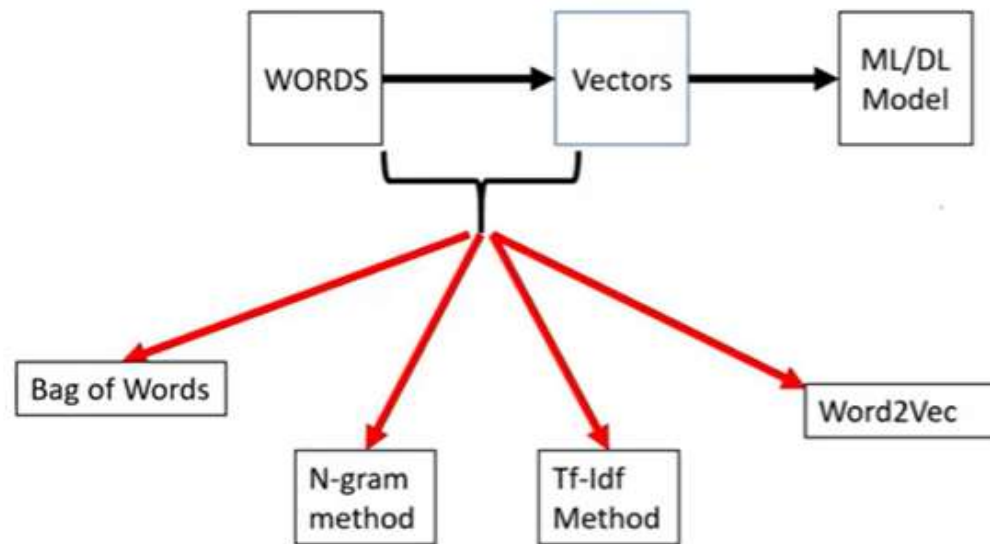 WORDS
Vectors
ML/DL
Model
Bag of Words
N-gram
method
Tf-Idf
Method
Word2Vec